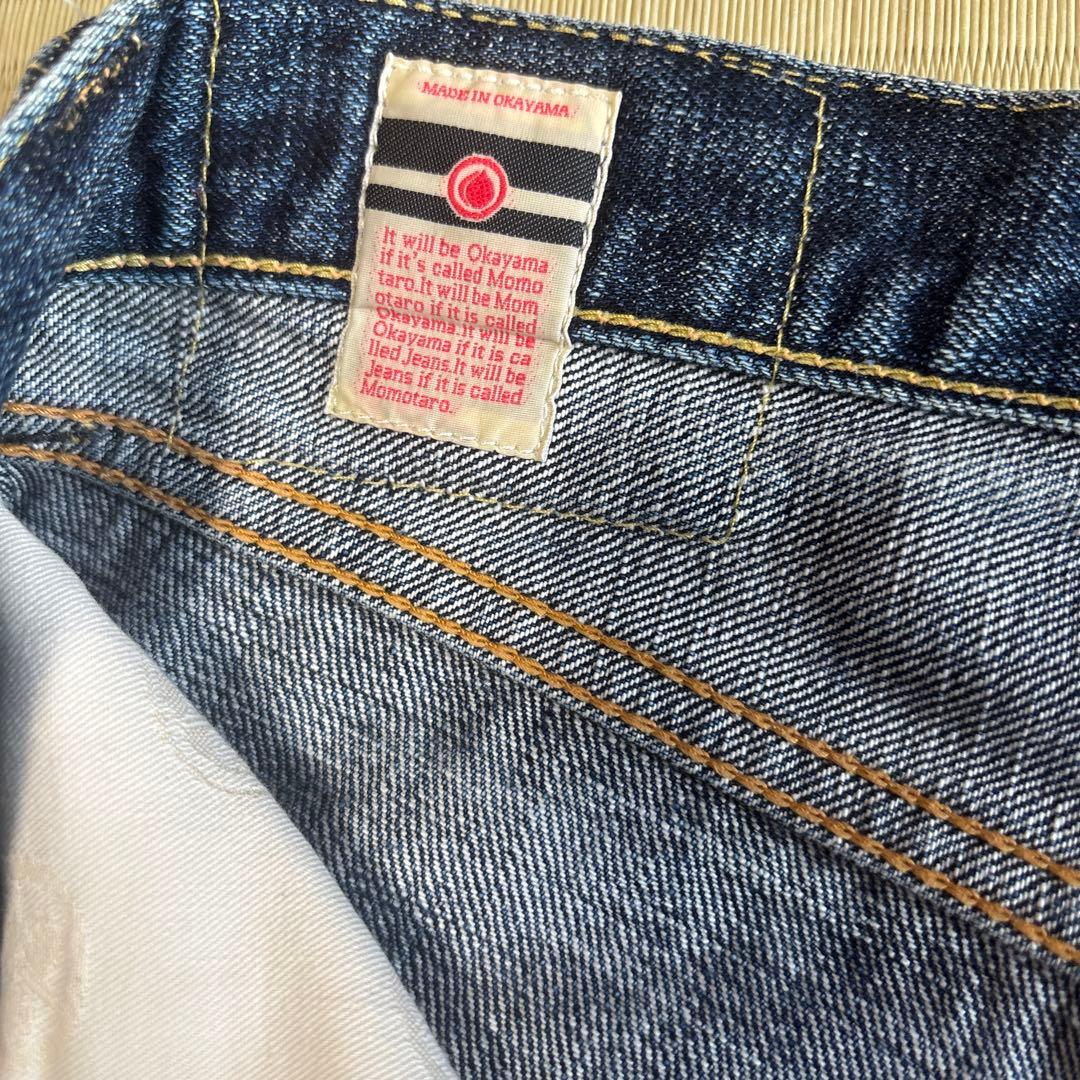 MADE IN OKAYAMA
It will be Okayama
if it's called Momo
taro.It will be Mom
otaro if it is called
Okayama.It will be
Okayama if it is ca
lled Jeans.It will be
Jeans if it is called
Momotaro.